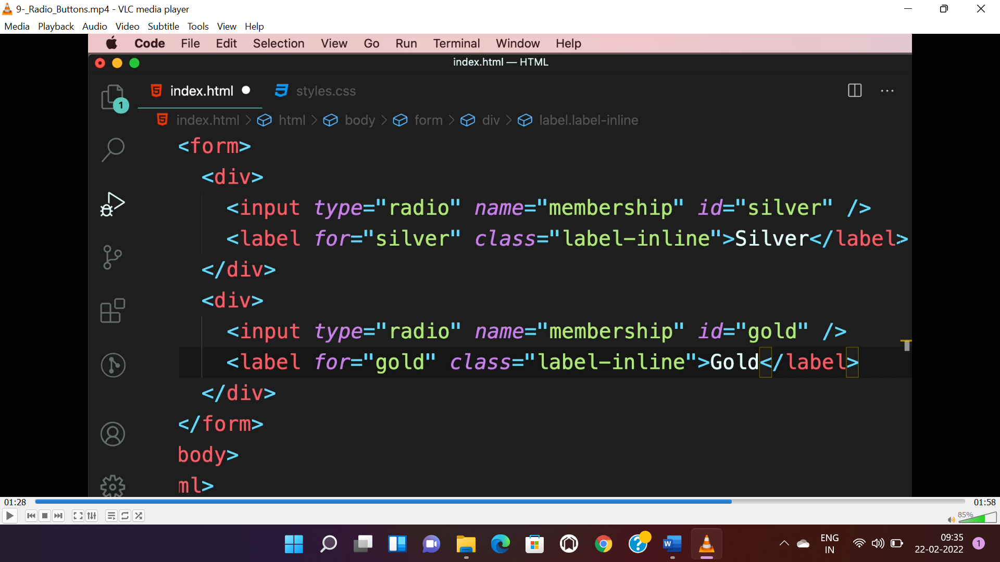 9-_Radio_Buttons.mp4 - VLC media player
Media Playback Audio Video Subtitle Tools View Help
Code File Edit Selection View Go Run Terminal Window Help
index.html — HTML
index.html styles.css
1
index.html > html > body > form > div > label.label-inline
<form>
<div>
<input type="radio" name="membership" id="silver" />
<label for="silver" class="label-inline">Silver</label>
</div>
<div>
<input type="radio" name="membership" id="gold" />
<label for="gold" class="label-inline">Gold</label>
</div>
</form>
body>
ml>
01:28 01:58
85%
ENG
IN
09:35
22-02-2022
1